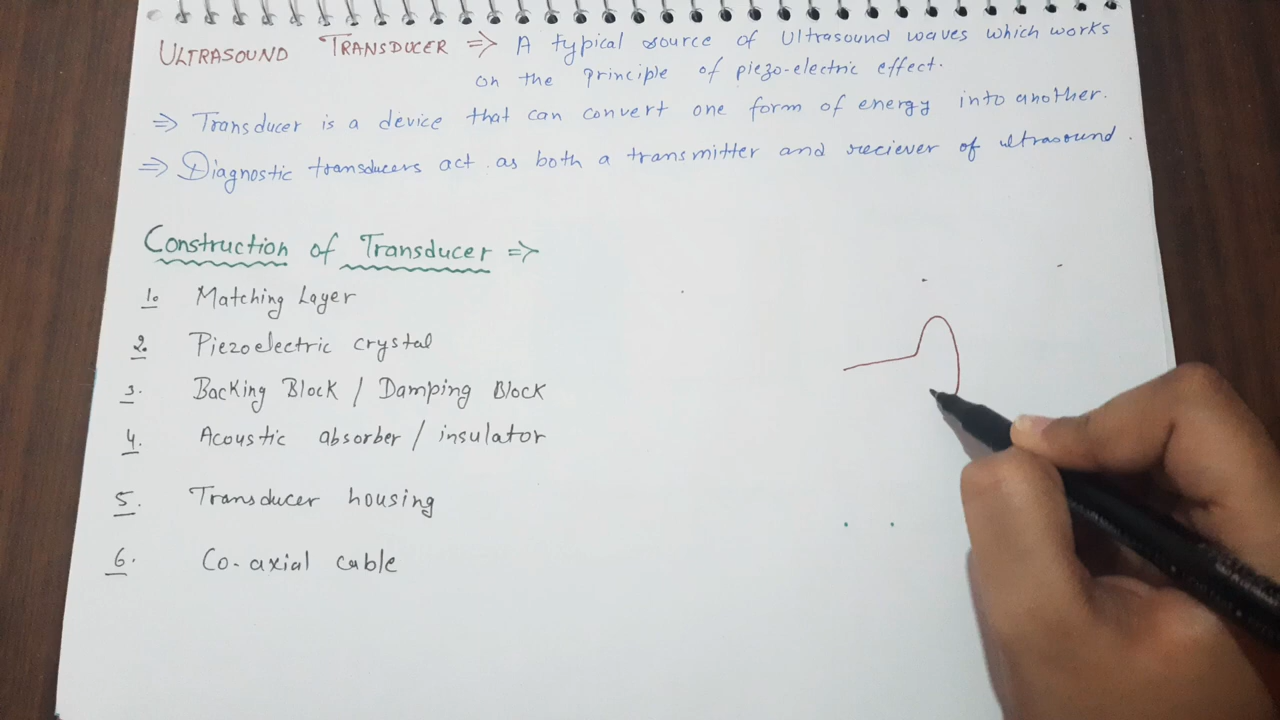 ULTRASOUND TRANSDUCER => A typical source of Ultrasound waves which works
on the principle of piezo-electric effect.
=> Transducer is a device that can convert one form of energy into another.
=> Diagnostic transducers act as both a transmitter and reciever of ultrasound.
Construction of Transducer =>
1. Matching Layer
2. Piezoelectric crystal
3. Backing Block / Damping Block
4. Acoustic absorber / insulator
5. Transducer housing
6. Co-axial cable